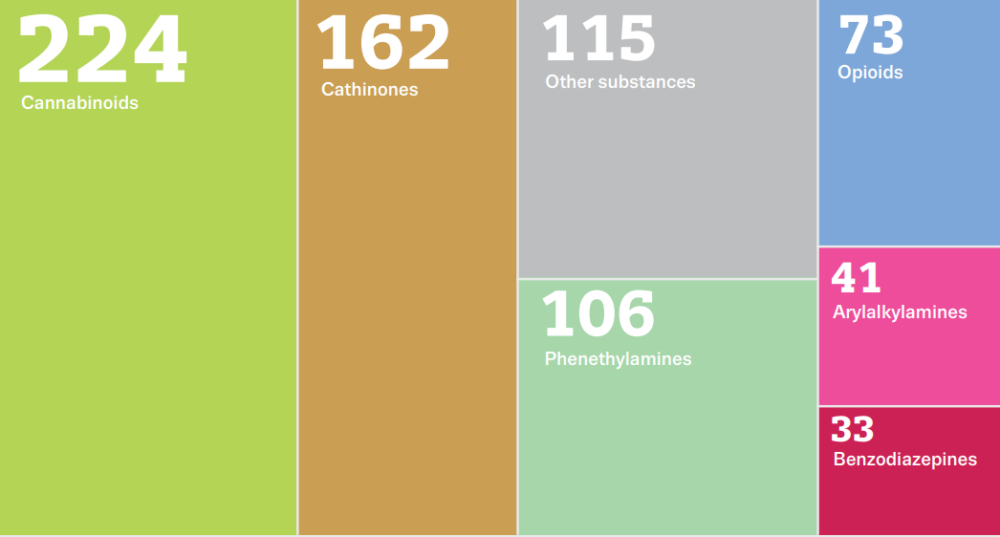 224
Cannabinoids
162
Cathinones
115
Other substances
106
Phenethylamines
73
Opioids
41
Arylalkylamines
33
Benzodiazepines